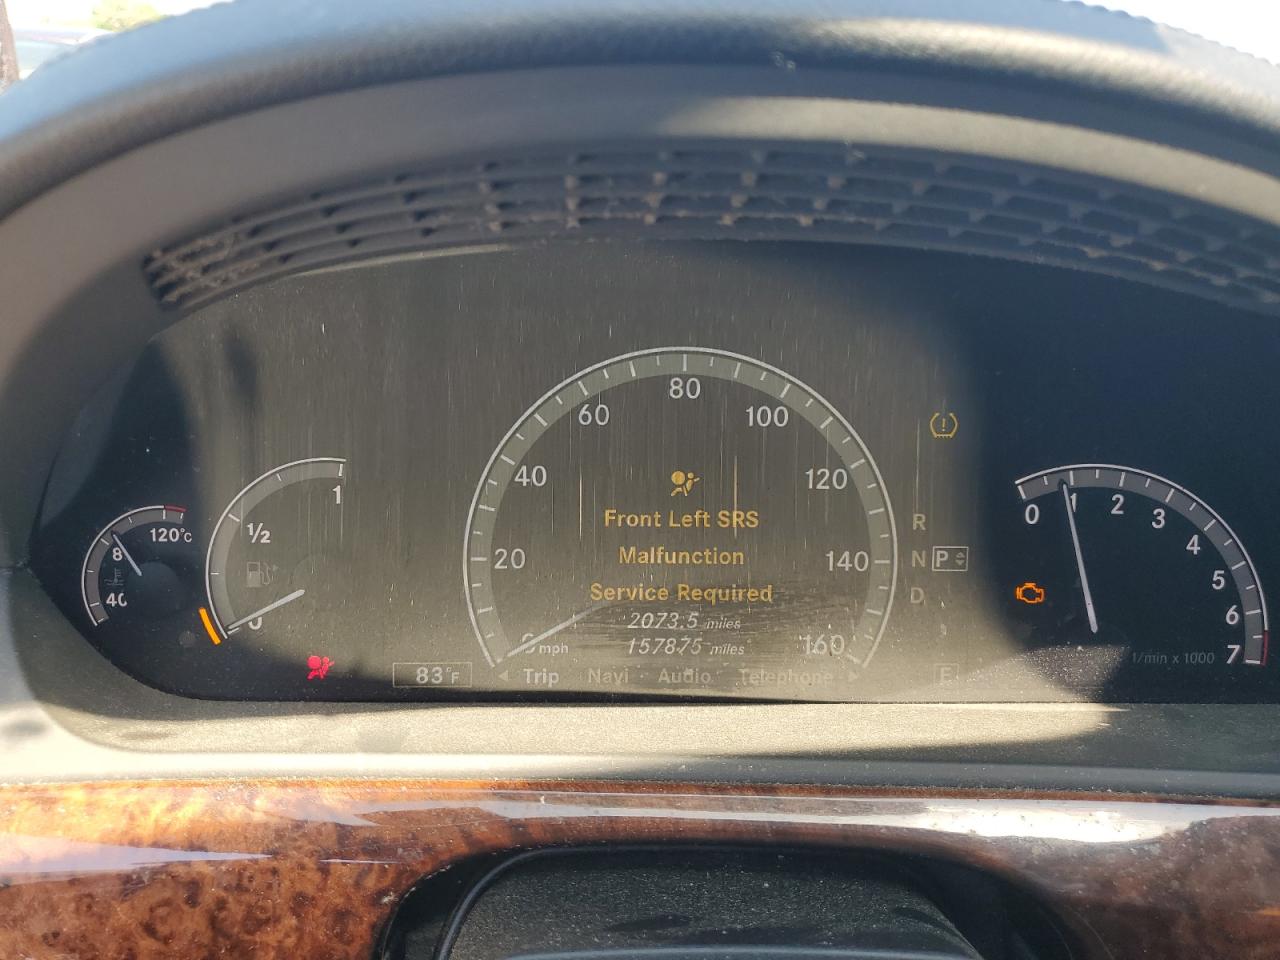 80
60
100
40
120
1
½
120°C
8
40
0
20
140
160
mph
Front Left SRS
Malfunction
Service Required
2073.5 miles
157875 miles
83°F
Trip Navi Audio Telephone
R
N P
D
E
0 1 2 3 4 5 6 7
1/min x 1000